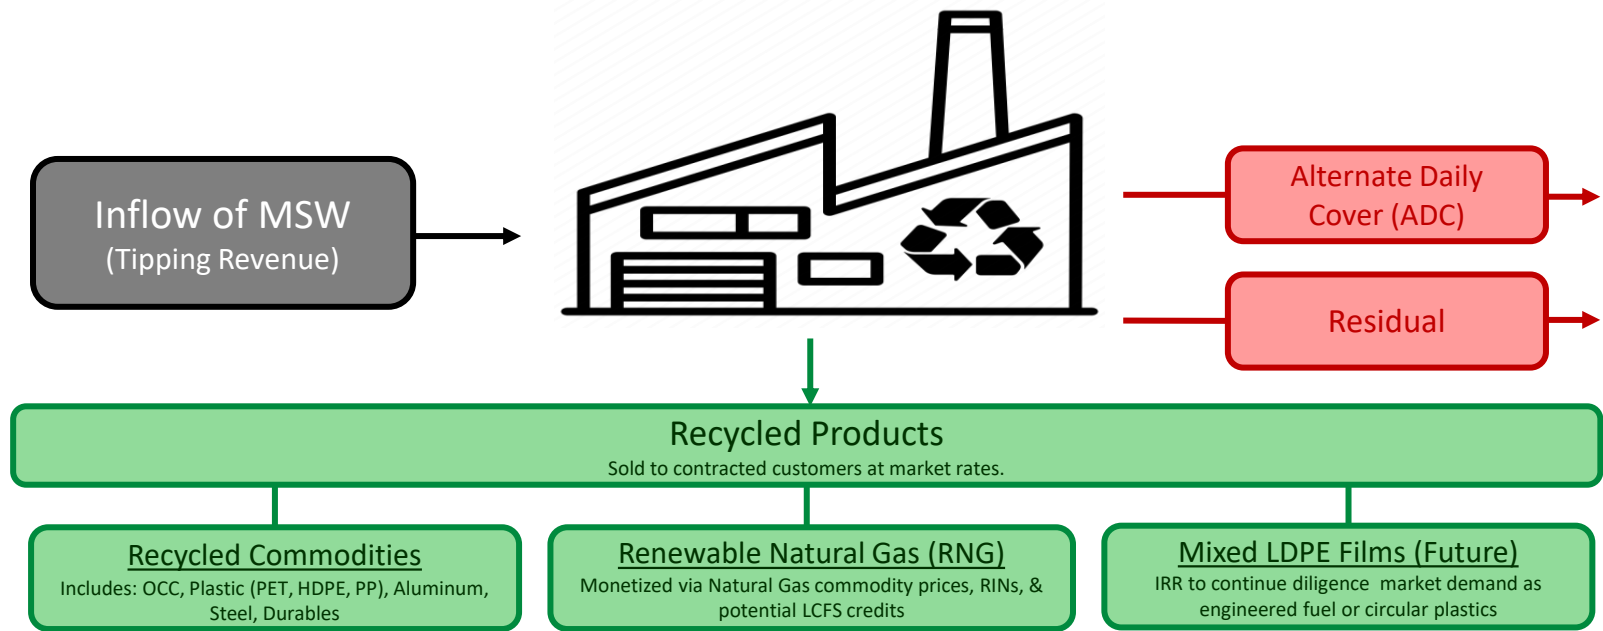 Inflow of MSW
(Tipping Revenue)
Alternate Daily
Cover (ADC)
Residual
Recycled Products
Sold to contracted customers at market rates.
Recycled Commodities
Includes: OCC, Plastic (PET, HDPE, PP), Aluminum,
Steel, Durables
Renewable Natural Gas (RNG)
Monetized via Natural Gas commodity prices, RINs, &
potential LCFS credits
Mixed LDPE Films (Future)
IRR to continue diligence  market demand as
engineered fuel or circular plastics